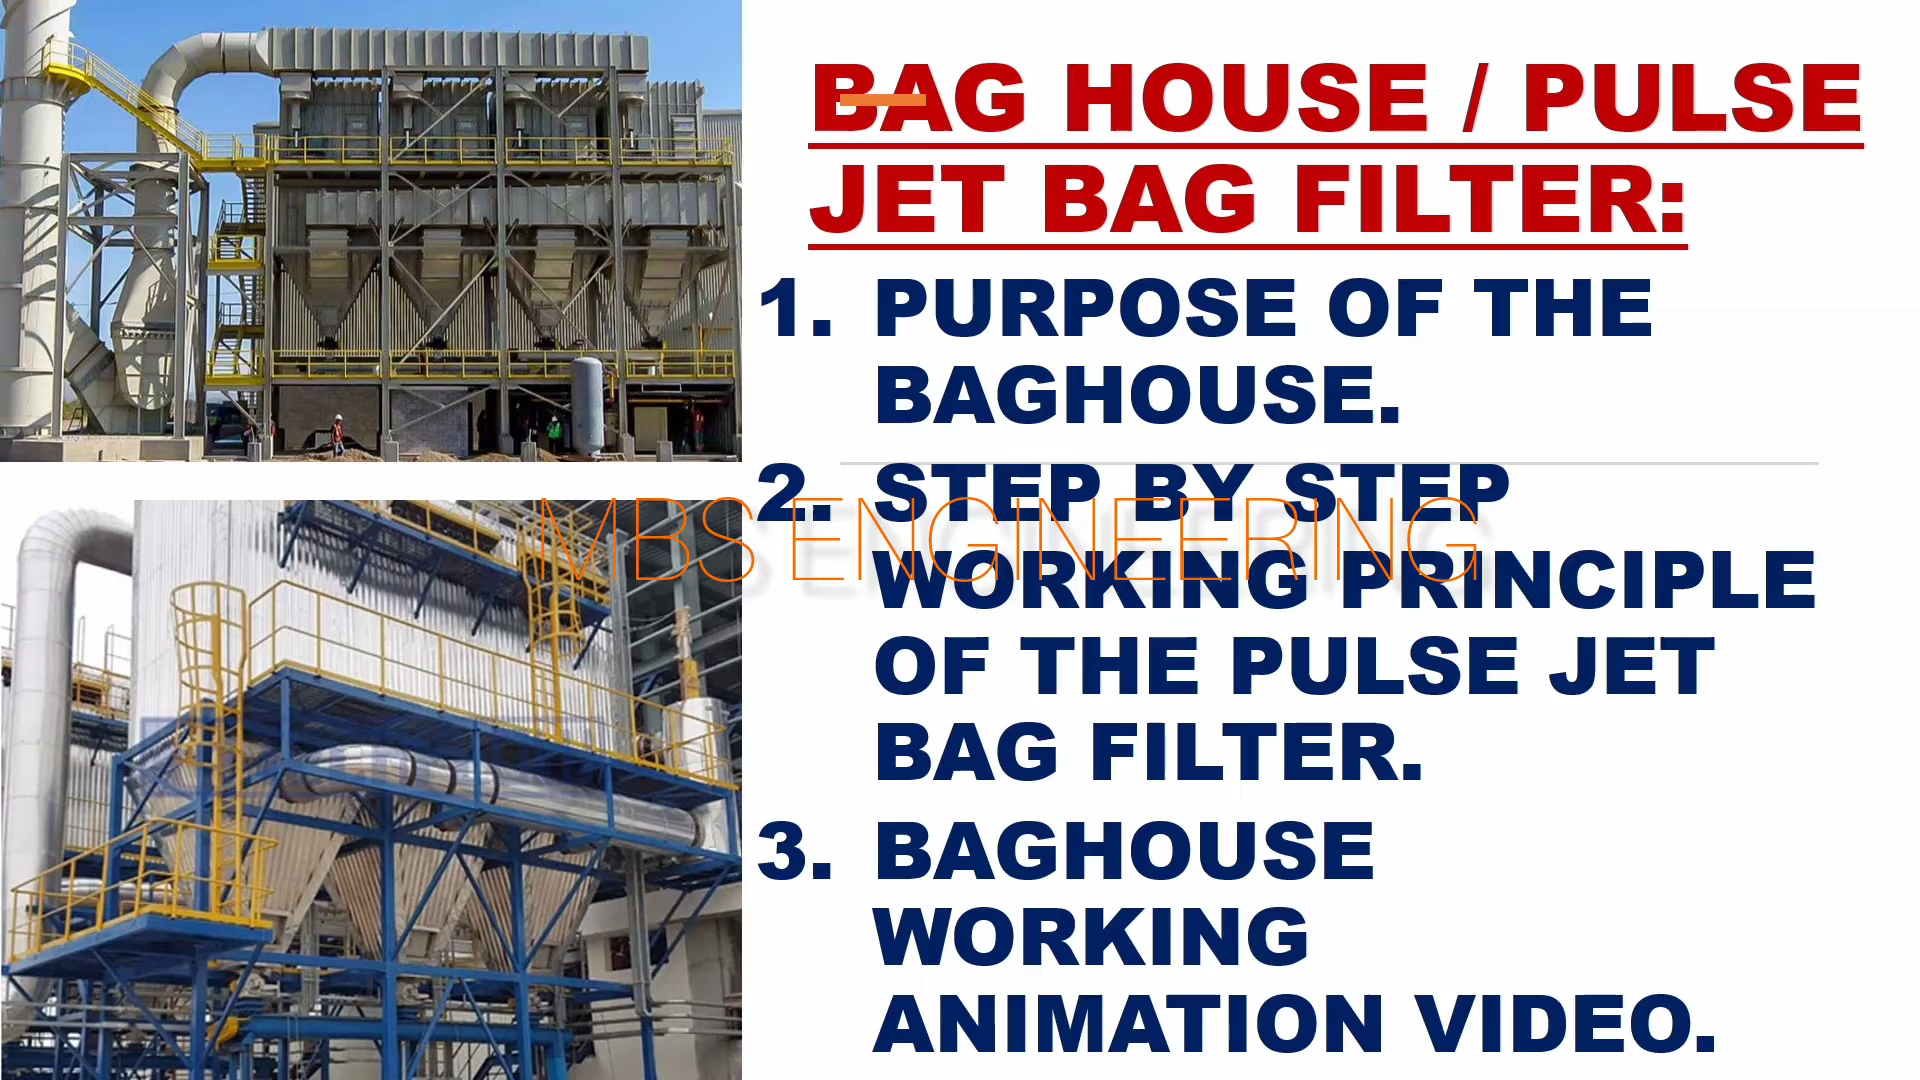 BAG HOUSE / PULSE
JET BAG FILTER:
1. PURPOSE OF THE
BAGHOUSE.
2. STEP BY STEP
WORKING PRINCIPLE
OF THE PULSE JET
BAG FILTER.
3. BAGHOUSE
WORKING
ANIMATION VIDEO.
MBS ENGINEERING